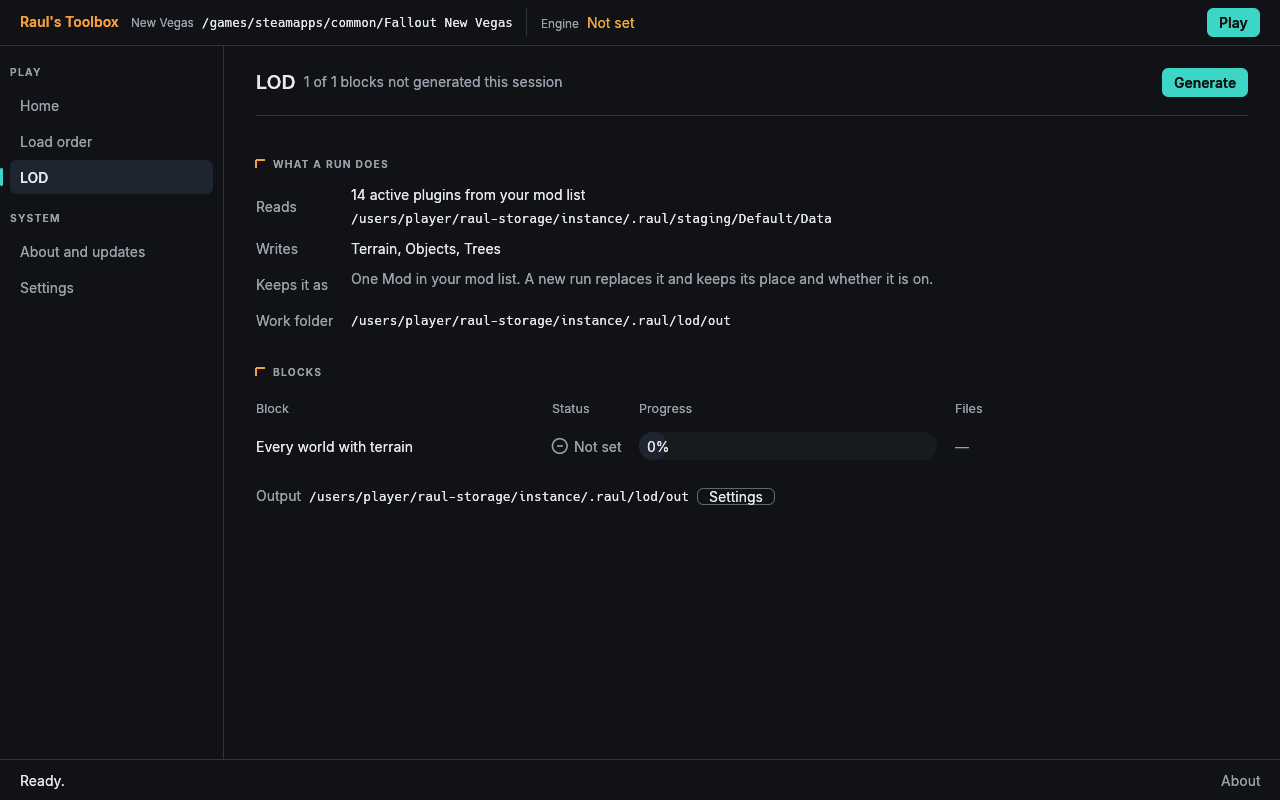 Raul's Toolbox New Vegas /games/steamapps/common/Fallout New Vegas Engine Not set Play
PLAY
Home
Load order
LOD
SYSTEM
About and updates
Settings
LOD 1 of 1 blocks not generated this session Generate
WHAT A RUN DOES
Reads 14 active plugins from your mod list
/users/player/raul-storage/instance/.raul/staging/Default/Data
Writes Terrain, Objects, Trees
Keeps it as One Mod in your mod list. A new run replaces it and keeps its place and whether it is on.
Work folder /users/player/raul-storage/instance/.raul/lod/out
BLOCKS
Block Status Progress Files
Every world with terrain Not set 0% —
Output /users/player/raul-storage/instance/.raul/lod/out Settings
Ready. About